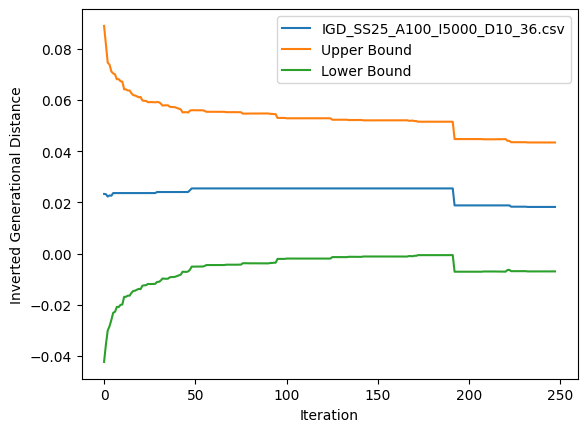 IGD_SS25_A100_I5000_D10_36.csv
Upper Bound
Lower Bound
Inverted Generational Distance
0.08
0.06
0.04
0.02
0.00
−0.02
−0.04
0 50 100 150 200 250
Iteration